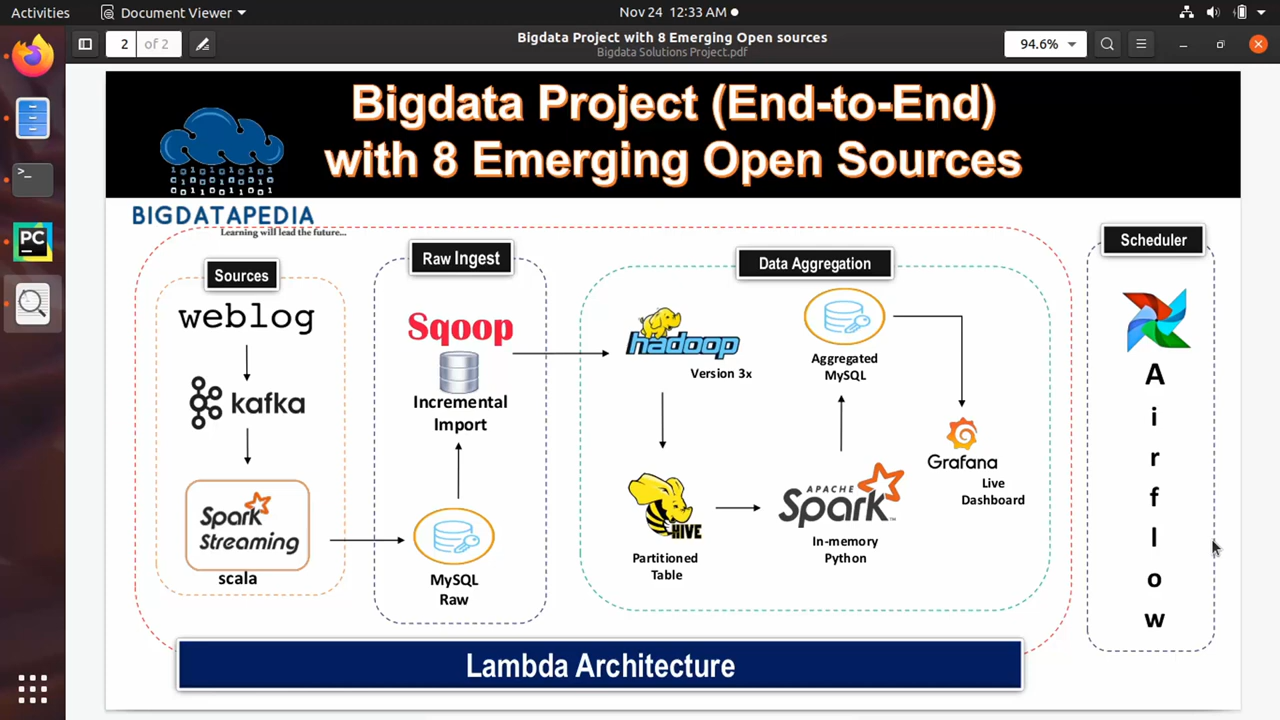 Activities
Document Viewer
Nov 24 12:33 AM
2
of 2
Bigdata Project with 8 Emerging Open sources
Bigdata Solutions Project.pdf
94.6%
>_
PC
Bigdata Project (End-to-End)
with 8 Emerging Open Sources
BIGDATAPEDIA
Learning will lead the future...
Sources
weblog
kafka
Spark
Streaming
scala
Raw Ingest
Sqoop
Incremental
Import
MySQL
Raw
Data Aggregation
hadoop
Version 3x
HIVE
Partitioned
Table
APACHE
Spark
TM
In-memory
Python
Aggregated
MySQL
Grafana
Live
Dashboard
Scheduler
A
i
r
f
l
o
w
Lambda Architecture